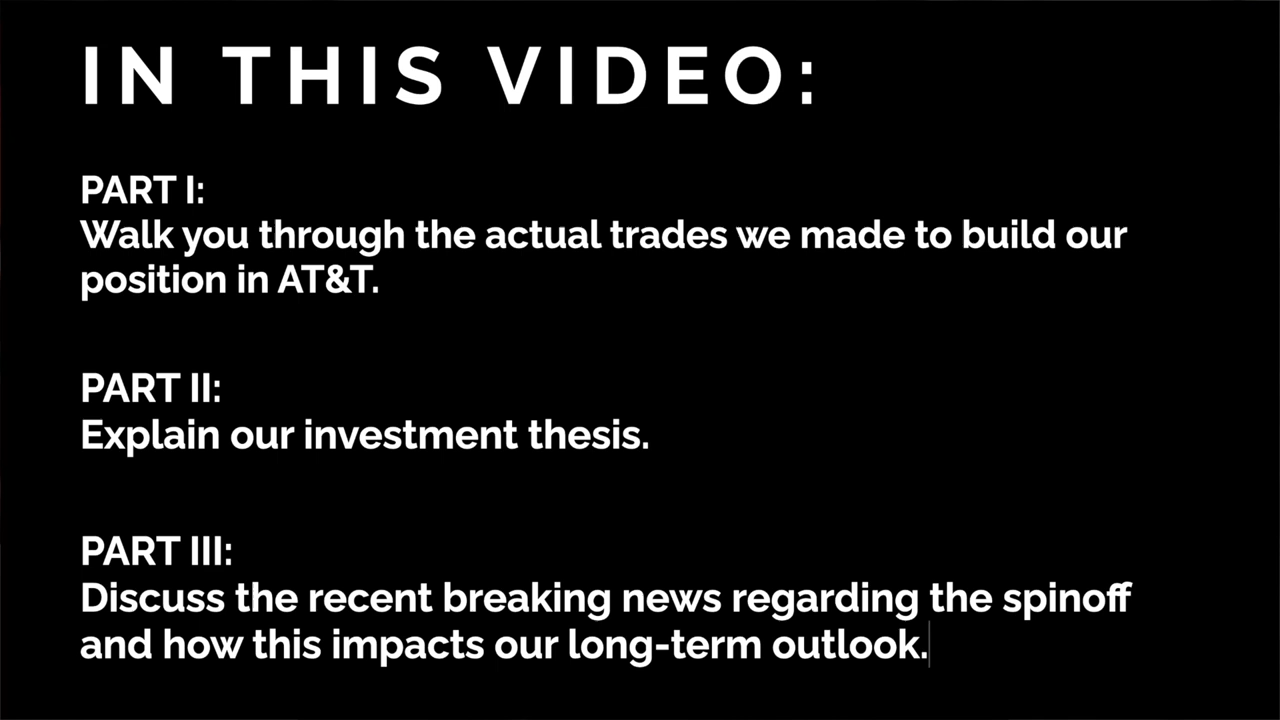 IN THIS VIDEO:
PART I:
Walk you through the actual trades we made to build our
position in AT&T.
PART II:
Explain our investment thesis.
PART III:
Discuss the recent breaking news regarding the spinoff
and how this impacts our long-term outlook.